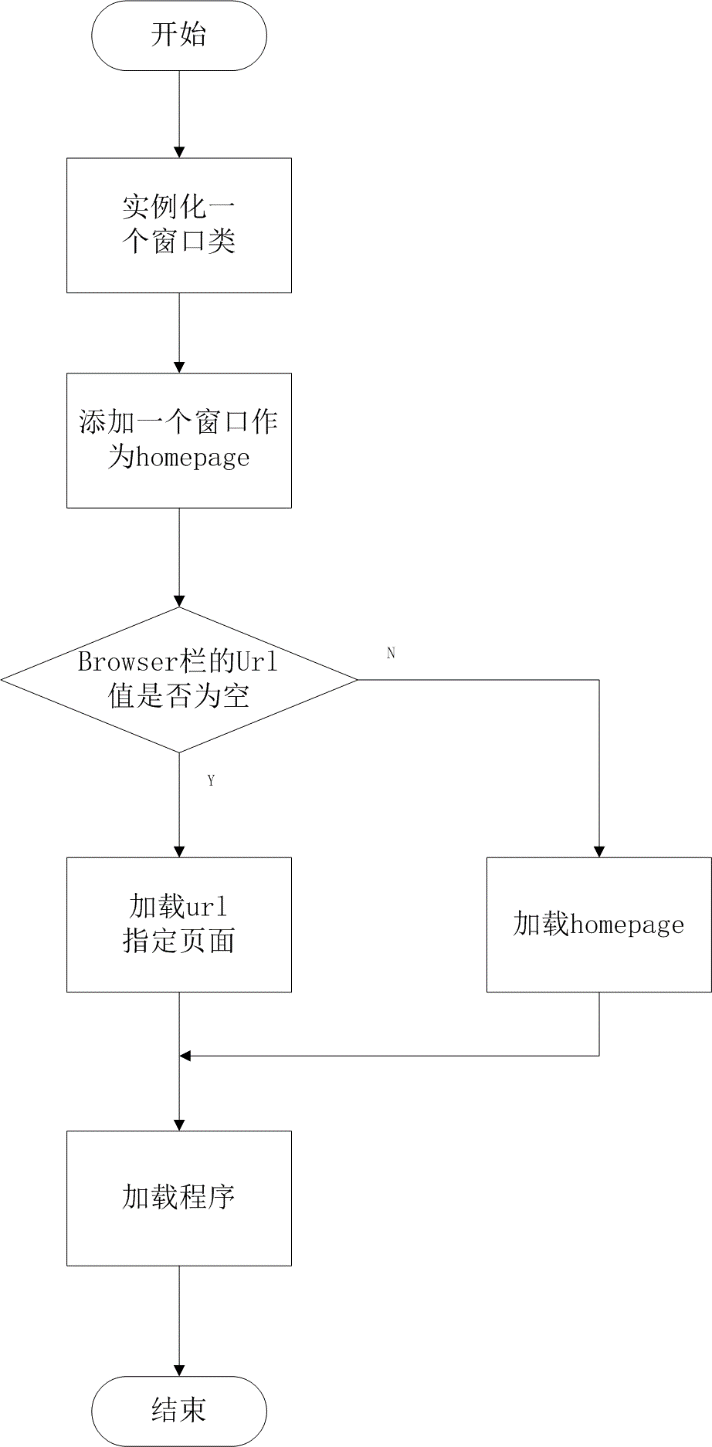 开始
实例化一
个窗口类
添加一个窗口作
为homepage
Browser栏的Url
值是否为空
N
Y
加载url
指定页面
加载homepage
加载程序
结束